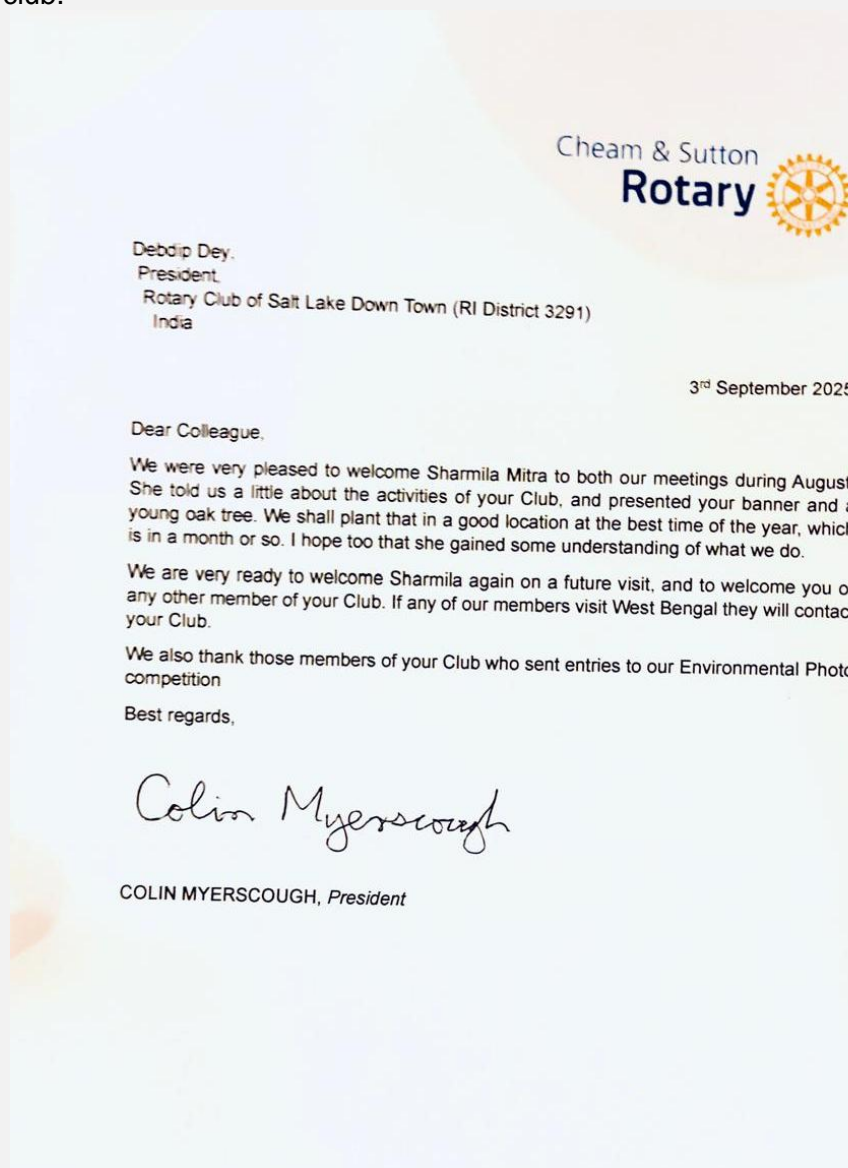 club.
Cheam & Sutton
Rotary
Debdip Dey.
President,
Rotary Club of Salt Lake Down Town (RI District 3291)
India
3rd September 2025
Dear Colleague,
We were very pleased to welcome Sharmila Mitra to both our meetings during August
She told us a little about the activities of your Club, and presented your banner and a
young oak tree. We shall plant that in a good location at the best time of the year, which
is in a month or so. I hope too that she gained some understanding of what we do.
We are very ready to welcome Sharmila again on a future visit, and to welcome you o
any other member of your Club. If any of our members visit West Bengal they will contac
your Club.
We also thank those members of your Club who sent entries to our Environmental Photo
competition
Best regards,
Colin Myerscough
COLIN MYERSCOUGH, President